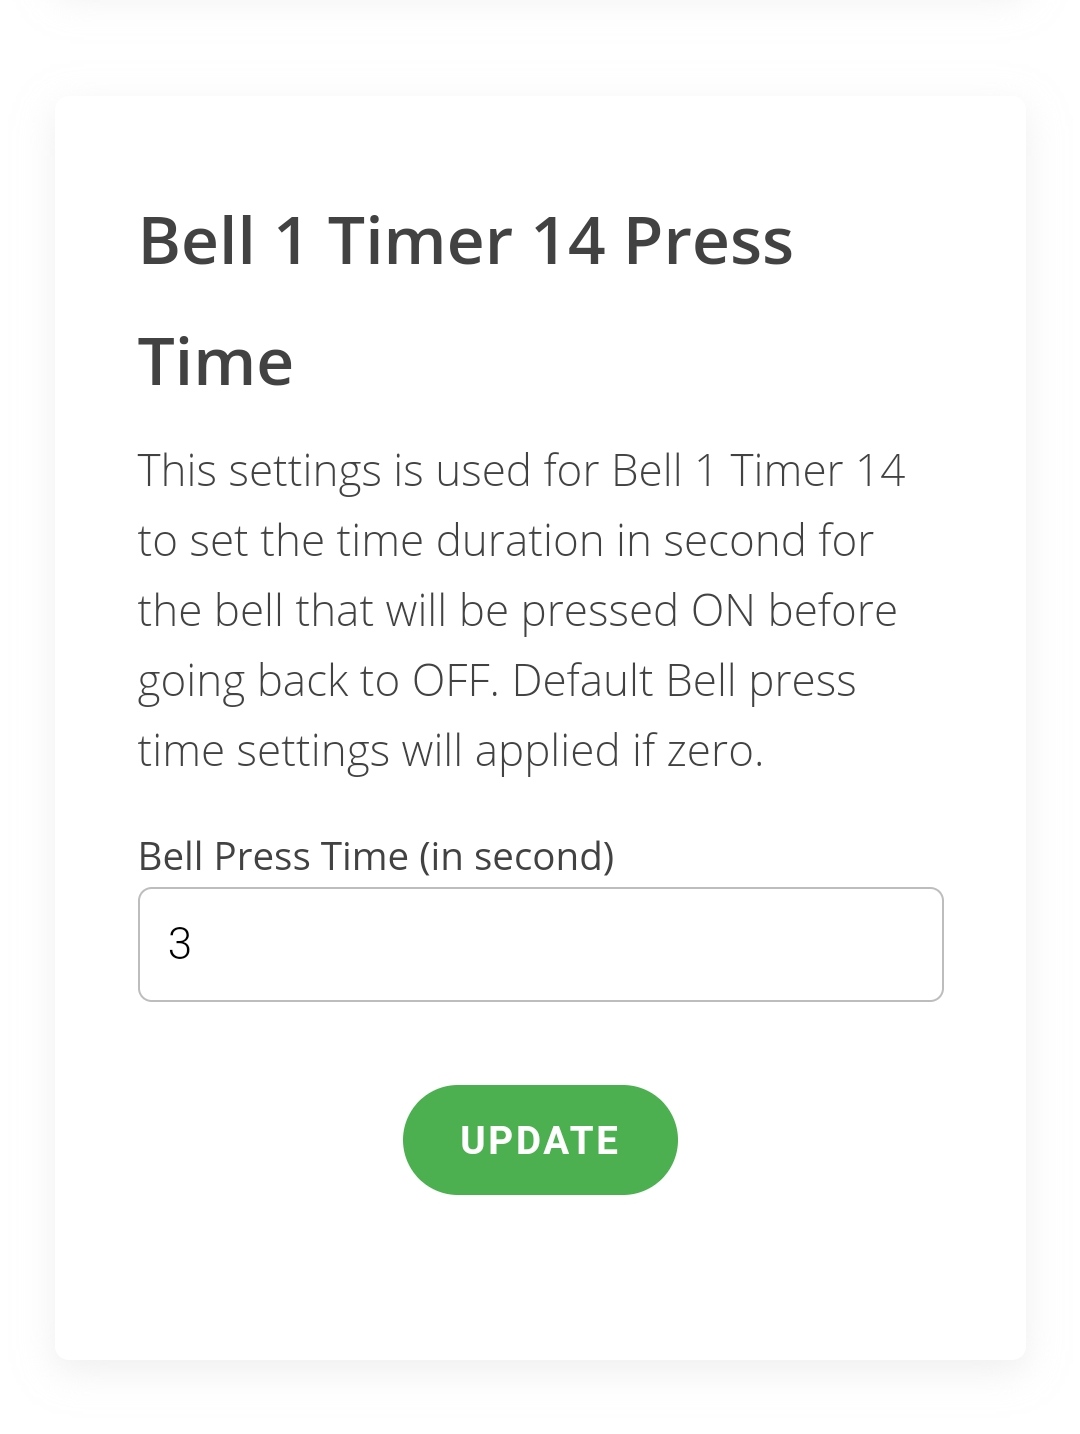 Bell 1 Timer 14 Press
Time
This settings is used for Bell 1 Timer 14
to set the time duration in second for
the bell that will be pressed ON before
going back to OFF. Default Bell press
time settings will applied if zero.
Bell Press Time (in second)
3
UPDATE